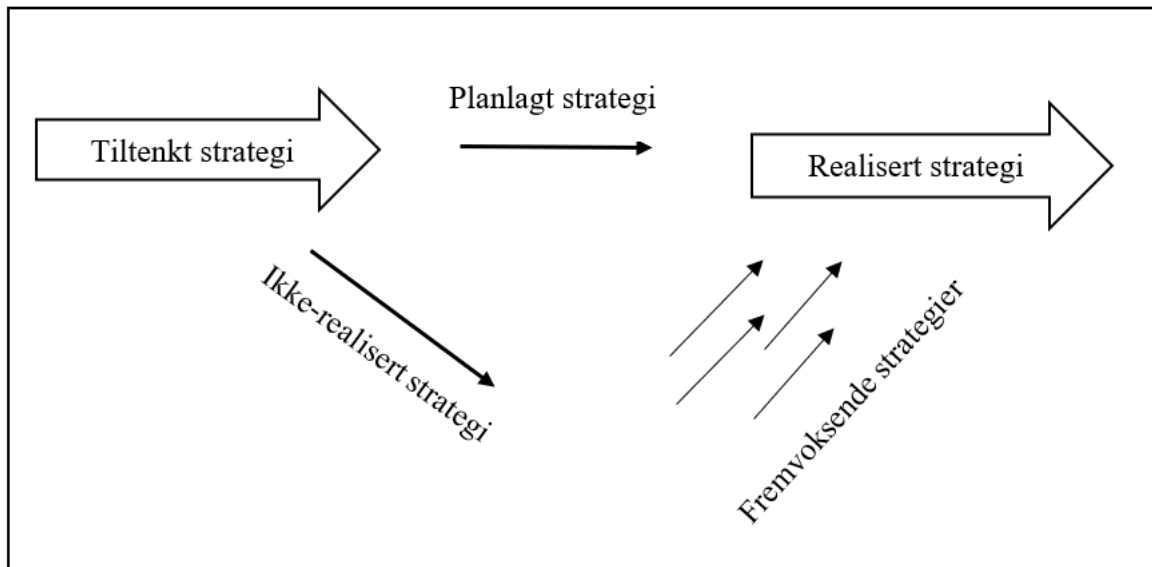 Planlagt strategi
Tiltenkt strategi
Realisert strategi
Ikke-realisert strategi
Fremvoksende strategier